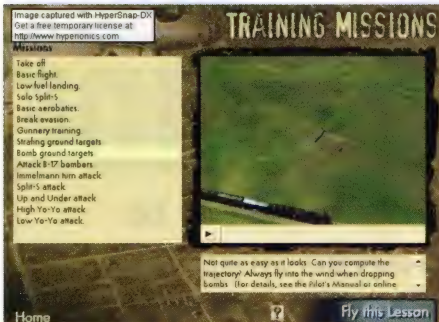 Image captured with HyperSnap-DX
Get a free temporary license at
http://www.hyperionics.com
TRAINING MISSIONS
Missions
Take off
Basic flight.
Low fuel landing.
Solo Split-S
Basic aerobatics.
Break evasion.
Gunnery training.
Strafing ground targets
Bomb ground targets
Attack B-17 bombers
Immelmann turn attack
Split-S attack
Up and Under attack
High Yo-Yo attack
Low Yo-Yo attack.
Not quite as easy as it looks. Can you compute the
trajectory? Always fly into the wind when dropping
bombs. (For details, see the Pilot's Manual or online
Home
?
Fly this Lesson